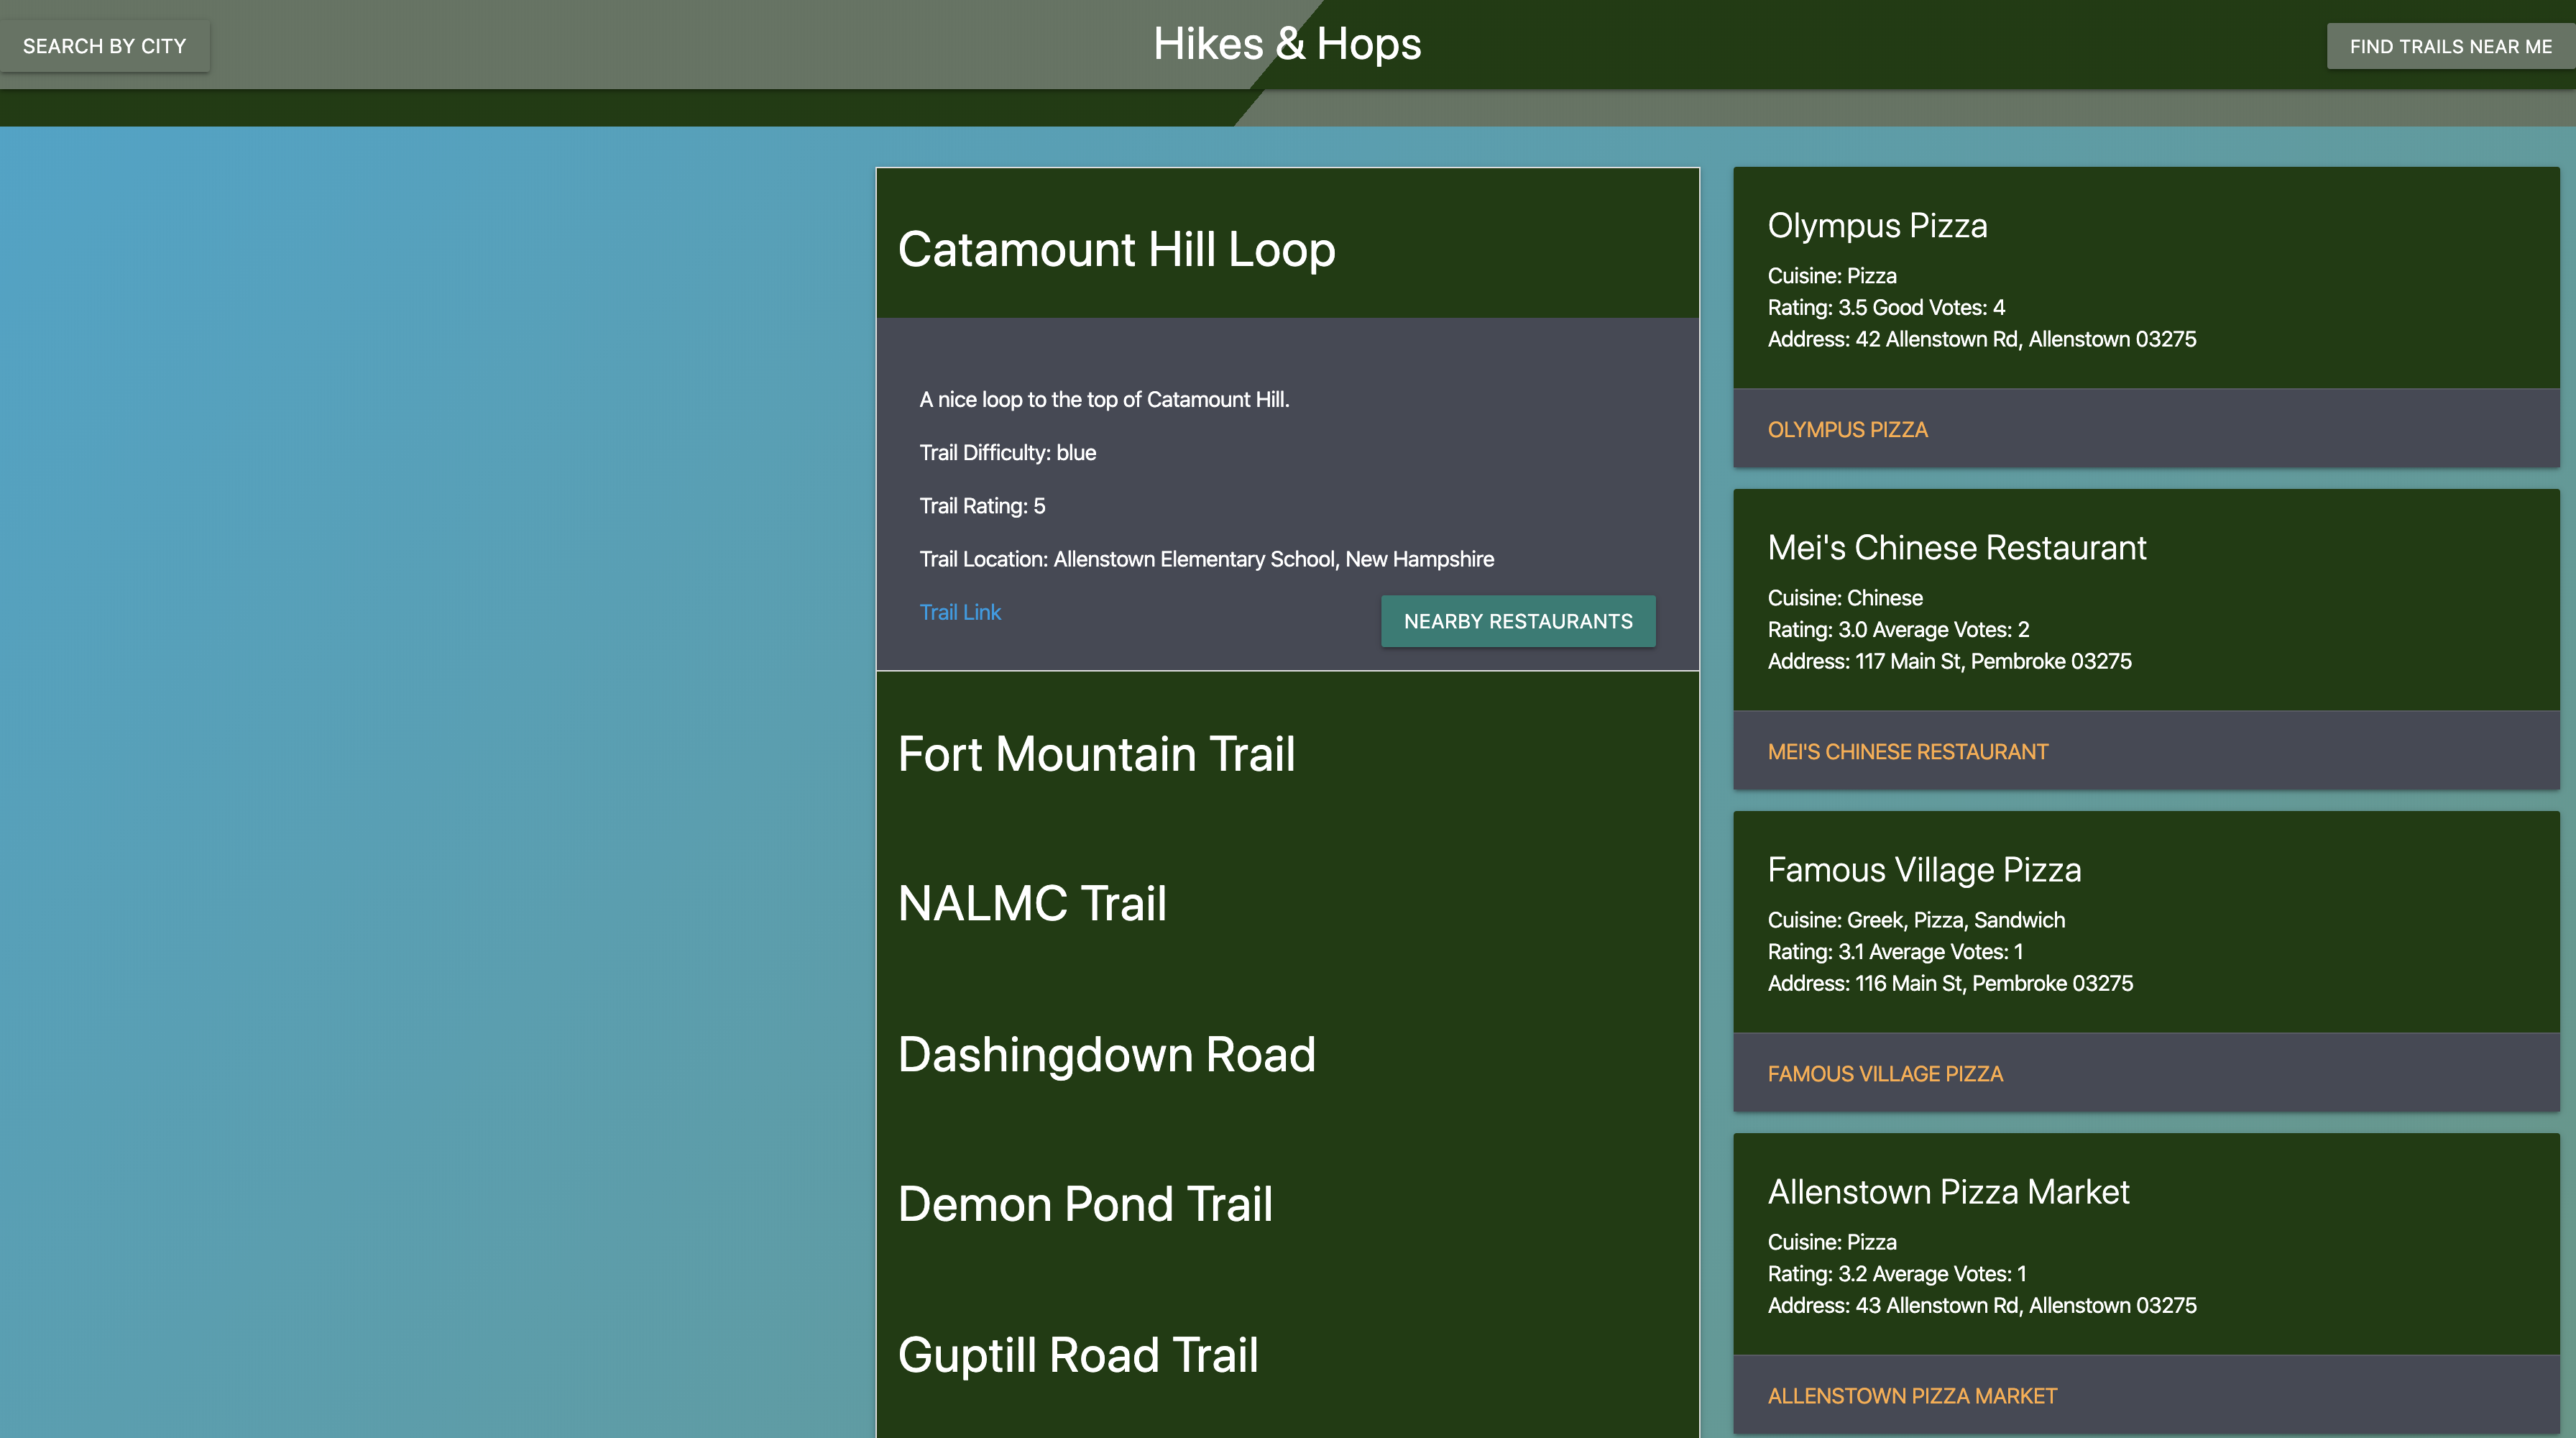 SEARCH BY CITY
Hikes & Hops
FIND TRAILS NEAR ME
Catamount Hill Loop
A nice loop to the top of Catamount Hill.
Trail Difficulty: blue
Trail Rating: 5
Trail Location: Allenstown Elementary School, New Hampshire
Trail Link
NEARBY RESTAURANTS
Fort Mountain Trail
NALMC Trail
Dashingdown Road
Demon Pond Trail
Guptill Road Trail
Olympus Pizza
Cuisine: Pizza
Rating: 3.5 Good Votes: 4
Address: 42 Allenstown Rd, Allenstown 03275
OLYMPUS PIZZA
Mei's Chinese Restaurant
Cuisine: Chinese
Rating: 3.0 Average Votes: 2
Address: 117 Main St, Pembroke 03275
MEI'S CHINESE RESTAURANT
Famous Village Pizza
Cuisine: Greek, Pizza, Sandwich
Rating: 3.1 Average Votes: 1
Address: 116 Main St, Pembroke 03275
FAMOUS VILLAGE PIZZA
Allenstown Pizza Market
Cuisine: Pizza
Rating: 3.2 Average Votes: 1
Address: 43 Allenstown Rd, Allenstown 03275
ALLENSTOWN PIZZA MARKET